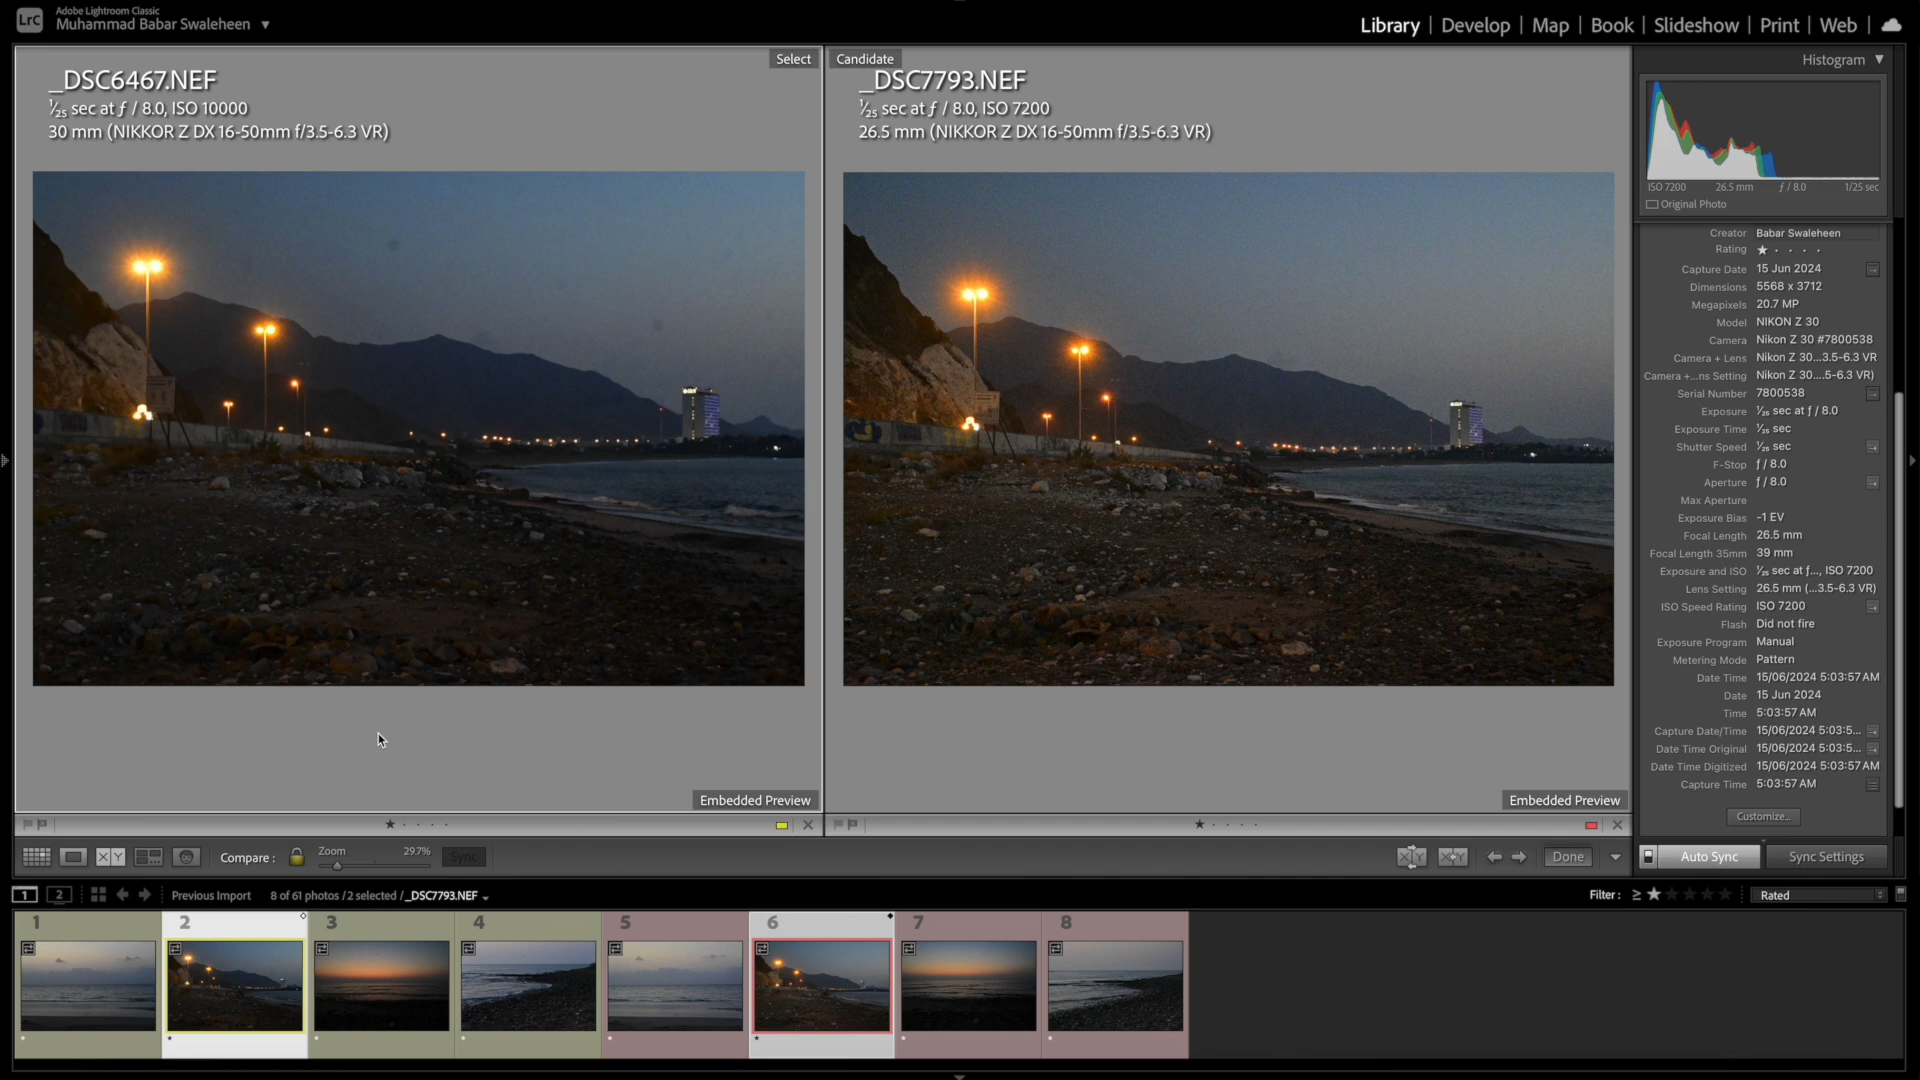 LrC
Adobe Lightroom Classic
Muhammad Babar Swaleheen
Library | Develop | Map | Book | Slideshow | Print | Web
Select
_DSC6467.NEF
1/25 sec at ƒ / 8.0, ISO 10000
30 mm (NIKKOR Z DX 16-50mm f/3.5-6.3 VR)
Embedded Preview
Candidate
_DSC7793.NEF
1/25 sec at ƒ / 8.0, ISO 7200
26.5 mm (NIKKOR Z DX 16-50mm f/3.5-6.3 VR)
Embedded Preview
Histogram
ISO 7200 26.5 mm ƒ / 8.0 1/25 sec
Original Photo
Creator Babar Swaleheen
Rating ★ · · · ·
Capture Date 15 Jun 2024
Dimensions 5568 x 3712
Megapixels 20.7 MP
Model NIKON Z 30
Camera Nikon Z 30 #7800538
Camera + Lens Nikon Z 30...3.5-6.3 VR
Camera +...ns Setting Nikon Z 30....5-6.3 VR)
Serial Number 7800538
Exposure 1/25 sec at ƒ / 8.0
Exposure Time 1/25 sec
Shutter Speed 1/25 sec
F-Stop ƒ / 8.0
Aperture ƒ / 8.0
Max Aperture
Exposure Bias -1 EV
Focal Length 26.5 mm
Focal Length 35mm 39 mm
Exposure and ISO 1/25 sec at ƒ..., ISO 7200
Lens Setting 26.5 mm (...3.5-6.3 VR)
ISO Speed Rating ISO 7200
Flash Did not fire
Exposure Program Manual
Metering Mode Pattern
Date Time 15/06/2024 5:03:57 AM
Date 15 Jun 2024
Time 5:03:57 AM
Capture Date/Time 15/06/2024 5:03:5...
Date Time Original 15/06/2024 5:03:5...
Date Time Digitized 15/06/2024 5:03:57 AM
Capture Time 5:03:57 AM
Customize...
X Y Compare : Zoom 29.7% Sync
X Y X Y Done
Auto Sync Sync Settings
1 2 Previous Import 8 of 61 photos / 2 selected / _DSC7793.NEF
Filter : ≥ ★ Rated
1 2 3 4 5 6 7 8